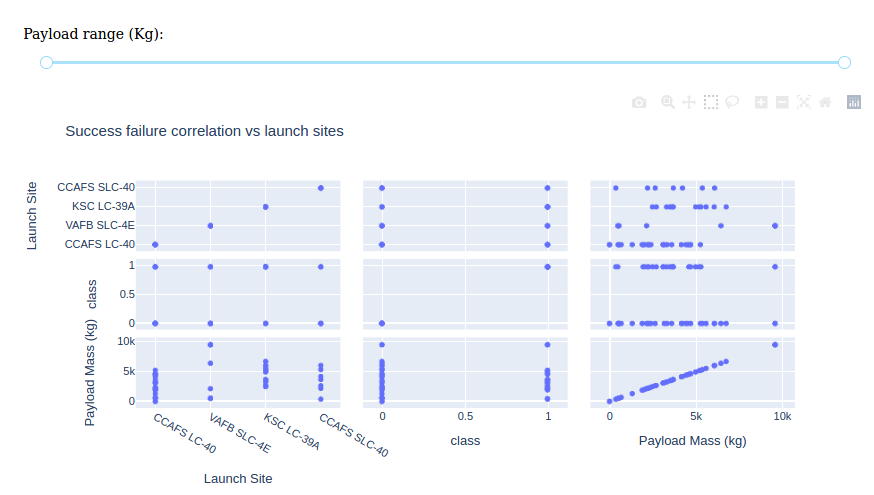 Payload range (Kg):
Success failure correlation vs launch sites
Launch Site
CCAFS SLC-40
KSC LC-39A
VAFB SLC-4E
CCAFS LC-40
class
1
0.5
0
Payload Mass (kg)
10k
5k
0
CCAFS LC-40
VAFB SLC-4E
KSC LC-39A
CCAFS SLC-40
0
0.5
1
0
5k
10k
Launch Site
class
Payload Mass (kg)